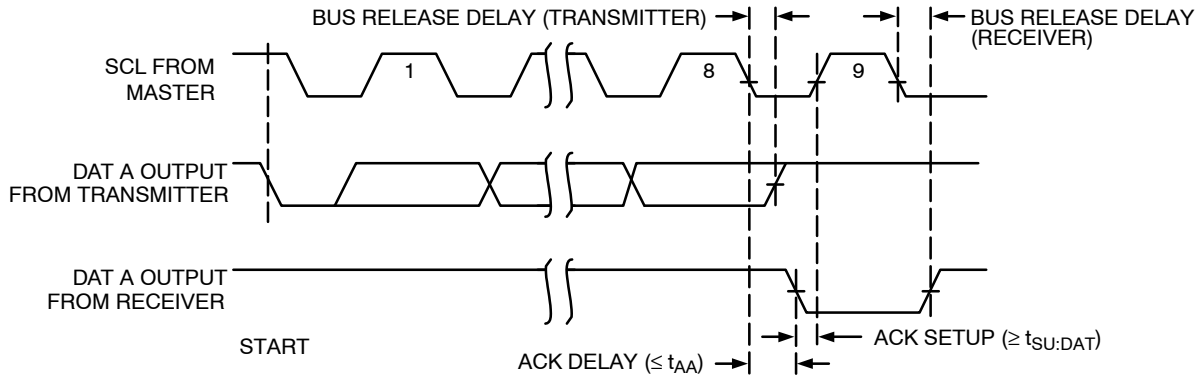 BUS RELEASE DELAY (TRANSMITTER)
BUS RELEASE DELAY
(RECEIVER)
SCL FROM
MASTER
1
8
9
DAT A OUTPUT
FROM TRANSMITTER
DAT A OUTPUT
FROM RECEIVER
START
ACK SETUP (≥ tSU:DAT)
ACK DELAY (≤ tAA)